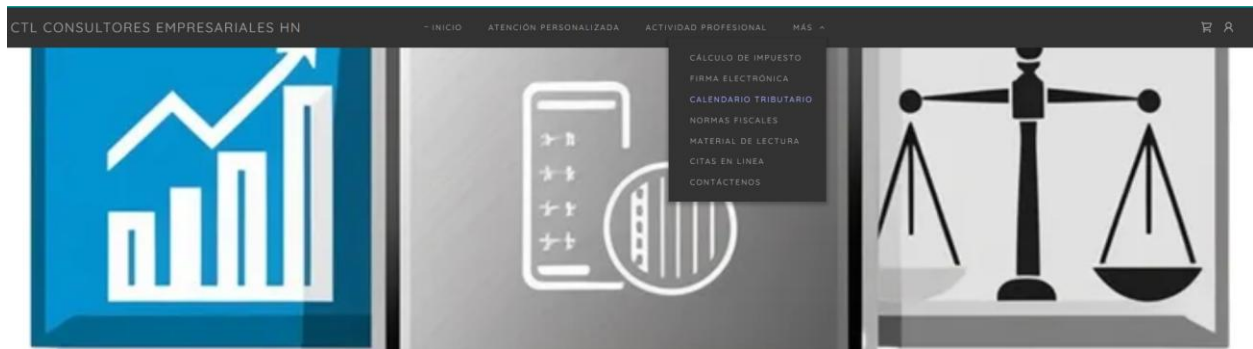 CTL CONSULTORES EMPRESARIALES HN
INICIO
ATENCIÓN PERSONALIZADA
ACTIVIDAD PROFESIONAL
MÁS
CÁLCULO DE IMPUESTO
FIRMA ELECTRÓNICA
CALENDARIO TRIBUTARIO
NORMAS FISCALES
MATERIAL DE LECTURA
CITAS EN LINEA
CONTÁCTENOS